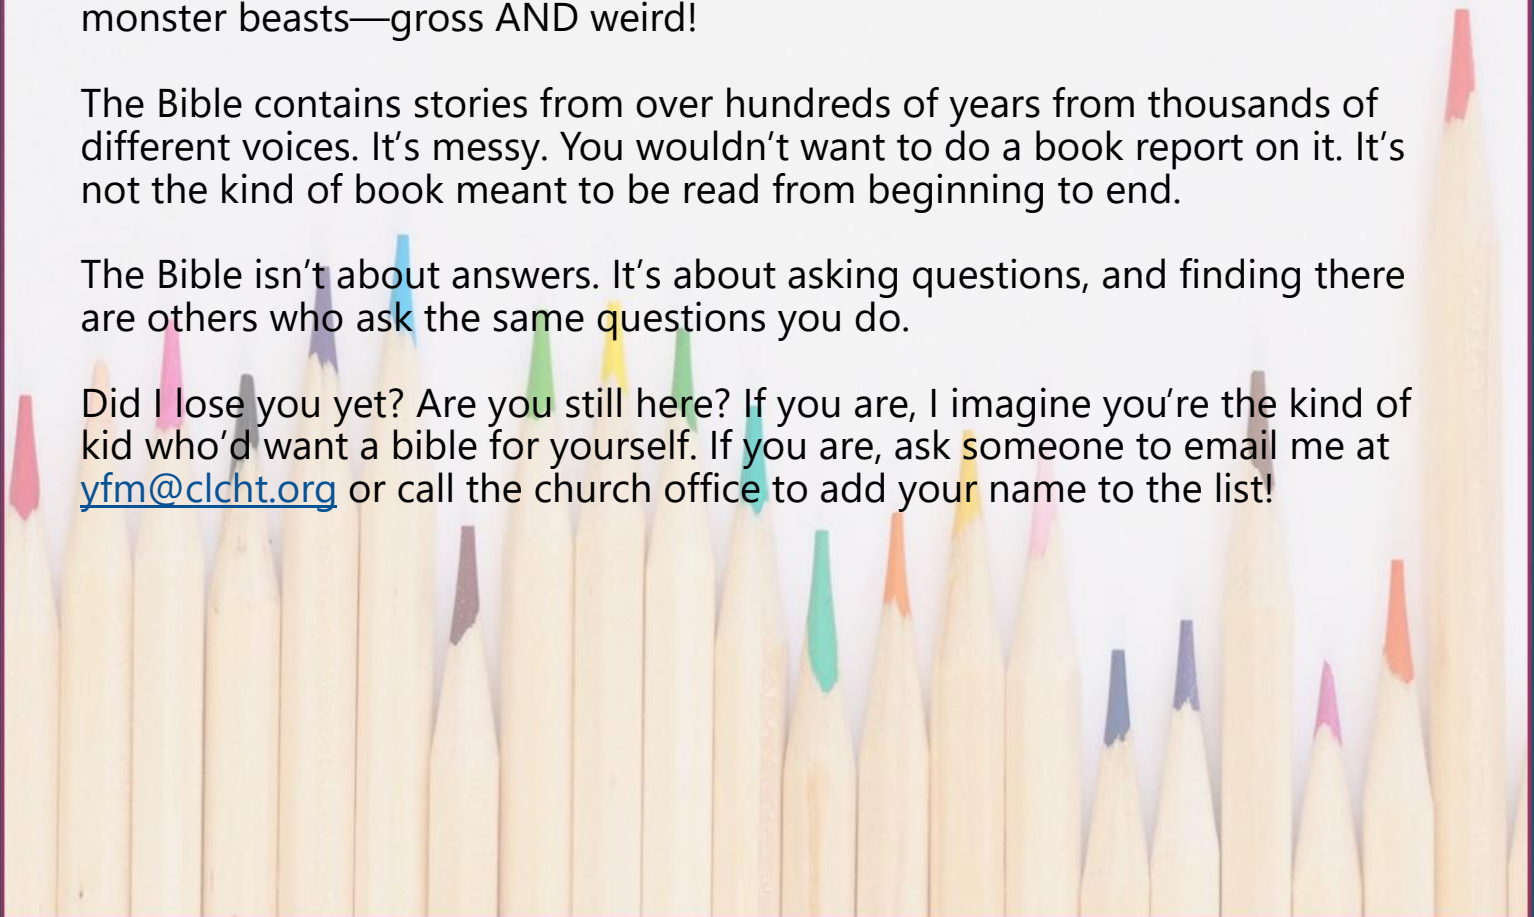 monster beasts—gross AND weird!
The Bible contains stories from over hundreds of years from thousands of
different voices. It’s messy. You wouldn’t want to do a book report on it. It’s
not the kind of book meant to be read from beginning to end.
The Bible isn’t about answers. It’s about asking questions, and finding there
are others who ask the same questions you do.
Did I lose you yet? Are you still here? If you are, I imagine you’re the kind of
kid who’d want a bible for yourself. If you are, ask someone to email me at
yfm@clcht.org or call the church office to add your name to the list!